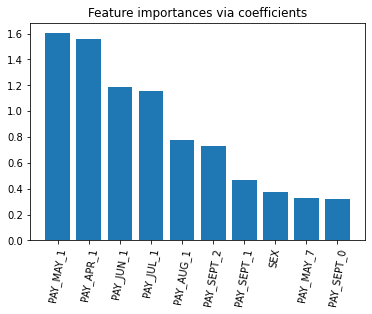 Feature importances via coefficients
1.6
1.4
1.2
1.0
0.8
0.6
0.4
0.2
0.0
PAY_MAY_1
PAY_APR_1
PAY_JUN_1
PAY_JUL_1
PAY_AUG_1
PAY_SEPT_2
PAY_SEPT_1
SEX
PAY_MAY_7
PAY_SEPT_0